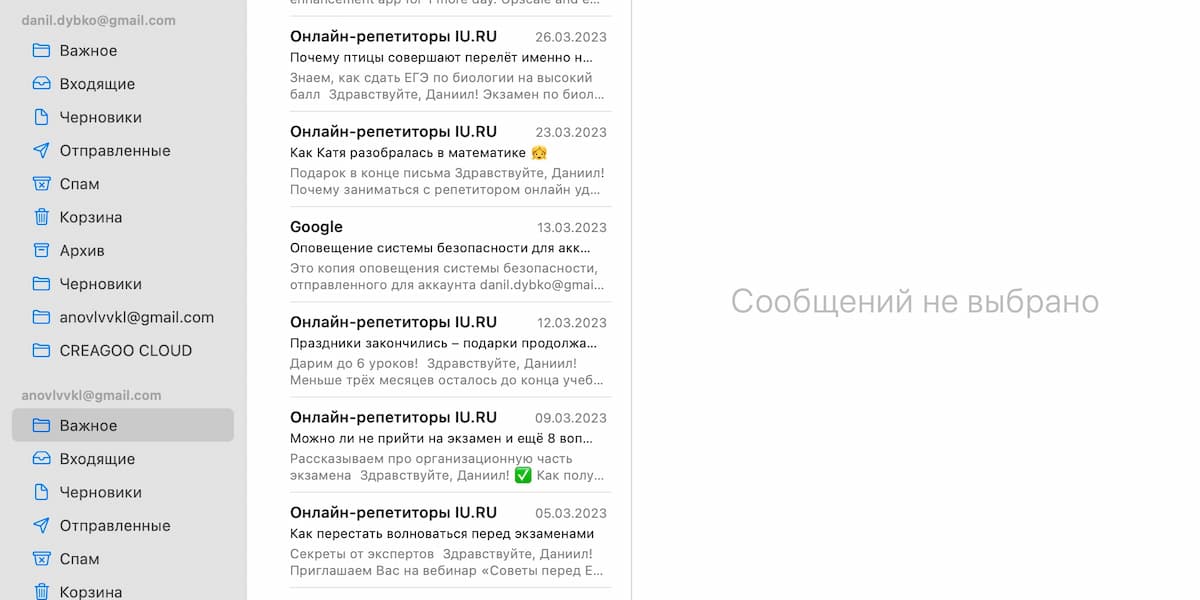 danil.dybko@gmail.com
Важное
Входящие
Черновики
Отправленные
Спам
Корзина
Архив
Черновики
anovlvvkl@gmail.com
CREAGOO CLOUD
anovlvvkl@gmail.com
Важное
Входящие
Черновики
Отправленные
Спам
Корзина
enhancement app for 1 more day. Upscale and e...
Онлайн-репетиторы IU.RU 26.03.2023
Почему птицы совершают перелёт именно н...
Знаем, как сдать ЕГЭ по биологии на высокий
балл Здравствуйте, Даниил! Экзамен по биол...
Онлайн-репетиторы IU.RU 23.03.2023
Как Катя разобралась в математике 👧
Подарок в конце письма Здравствуйте, Даниил!
Почему заниматься с репетитором онлайн уд...
Google 13.03.2023
Оповещение системы безопасности для акк...
Это копия оповещения системы безопасности,
отправленного для аккаунта danil.dybko@gmai...
Онлайн-репетиторы IU.RU 12.03.2023
Праздники закончились – подарки продолжа...
Дарим до 6 уроков! Здравствуйте, Даниил!
Меньше трёх месяцев осталось до конца учеб...
Онлайн-репетиторы IU.RU 09.03.2023
Можно ли не прийти на экзамен и ещё 8 воп...
Рассказываем про организационную часть
экзамена Здравствуйте, Даниил! ✅ Как полу...
Онлайн-репетиторы IU.RU 05.03.2023
Как перестать волноваться перед экзаменами
Секреты от экспертов Здравствуйте, Даниил!
Приглашаем Вас на вебинар «Советы перед Е...
Сообщений не выбрано